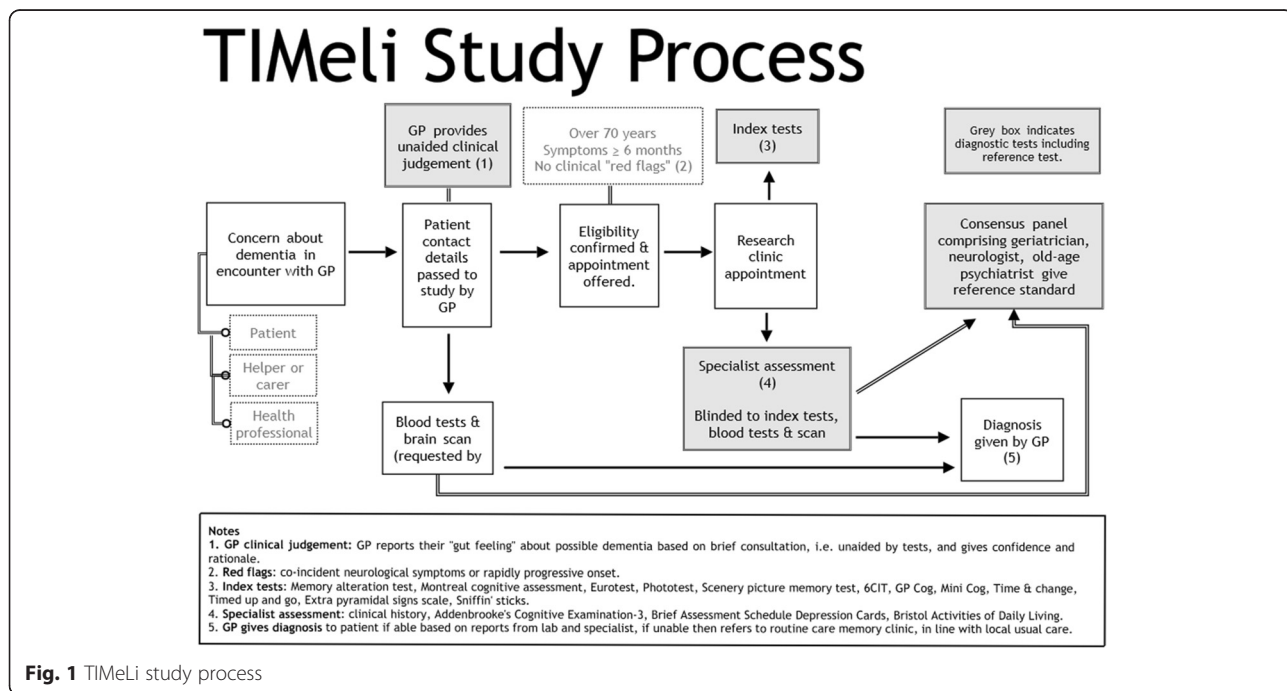 TIMeli Study Process
GP provides
unaided clinical
judgement (1)
Over 70 years
Symptoms ≥ 6 months
No clinical "red flags" (2)
Index tests
(3)
Grey box indicates
diagnostic tests including
reference test.
Concern about
dementia in
encounter with GP
Patient
contact
details
passed to
study by
GP
Eligibility
confirmed &
appointment
offered.
Research
clinic
appointment
Consensus panel
comprising geriatrician,
neurologist, old-age
psychiatrist give
reference standard
Patient
Helper or
carer
Health
professional
Blood tests &
brain scan
(requested by
Specialist assessment
(4)
Blinded to index tests,
blood tests & scan
Diagnosis
given by GP
(5)
Notes
1. GP clinical judgement: GP reports their "gut feeling" about possible dementia based on brief consultation, i.e. unaided by tests, and gives confidence and
rationale.
2. Red flags: co-incident neurological symptoms or rapidly progressive onset.
3. Index tests: Memory alteration test, Montreal cognitive assessment, Eurotest, Phototest, Scenery picture memory test, 6CIT, GP Cog, Mini Cog, Time & change,
Timed up and go, Extra pyramidal signs scale, Sniffin' sticks.
4. Specialist assessment: clinical history, Addenbrooke's Cognitive Examination-3, Brief Assessment Schedule Depression Cards, Bristol Activities of Daily Living.
5. GP gives diagnosis to patient if able based on reports from lab and specialist, if unable then refers to routine care memory clinic, in line with local usual care.
Fig. 1 TIMeLi study process